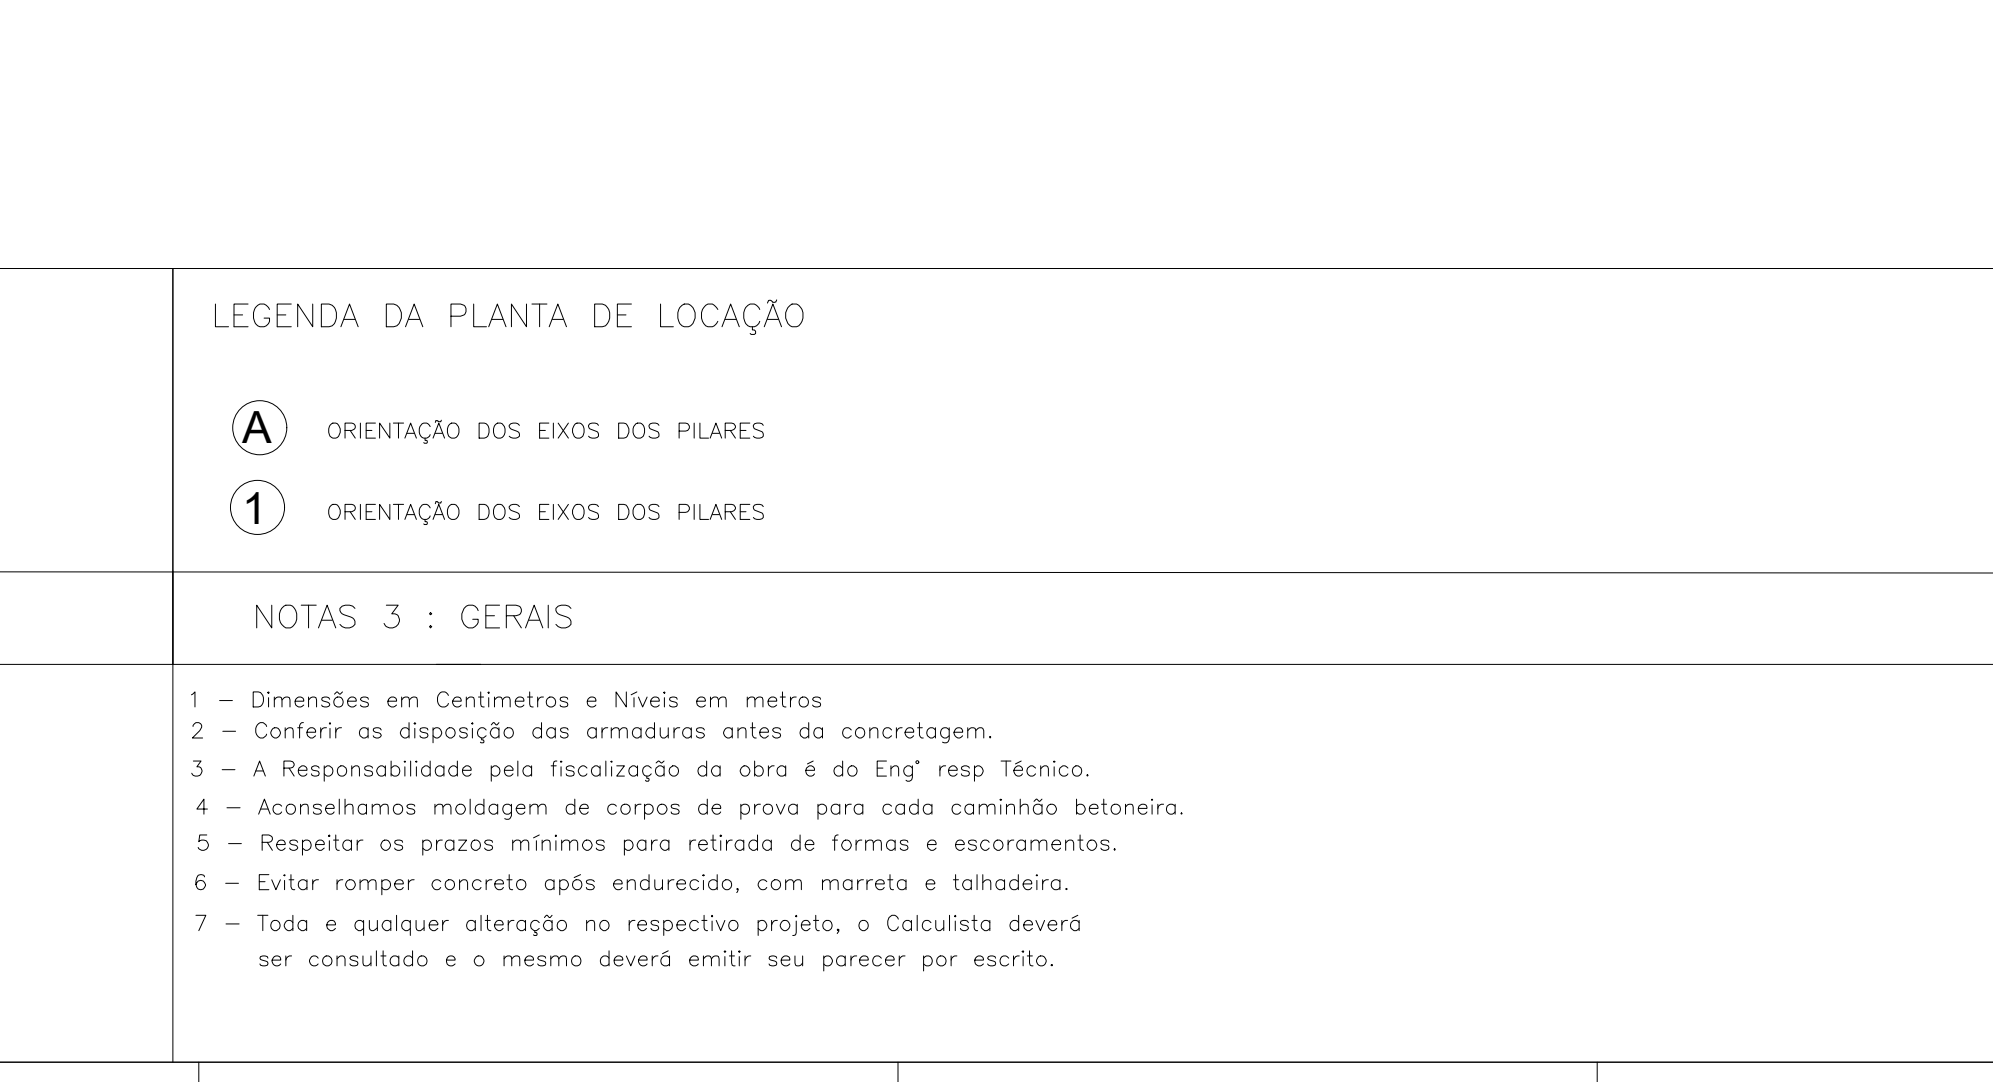 LEGENDA DA PLANTA DE LOCAÇÃO
A ORIENTAÇÃO DOS EIXOS DOS PILARES
1 ORIENTAÇÃO DOS EIXOS DOS PILARES
NOTAS 3 : GERAIS
1 – Dimensões em Centimetros e Níveis em metros
2 – Conferir as disposição das armaduras antes da concretagem.
3 – A Responsabilidade pela fiscalização da obra é do Eng° resp Técnico.
4 – Aconselhamos moldagem de corpos de prova para cada caminhão betoneira.
5 – Respeitar os prazos mínimos para retirada de formas e escoramentos.
6 – Evitar romper concreto após endurecido, com marreta e talhadeira.
7 – Toda e qualquer alteração no respectivo projeto, o Calculista deverá
ser consultado e o mesmo deverá emitir seu parecer por escrito.